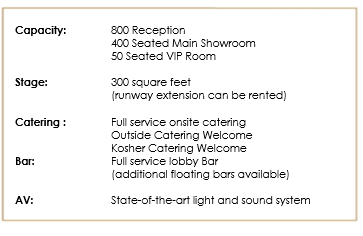 Capacity: 800 Reception
400 Seated Main Showroom
50 Seated VIP Room
Stage: 300 square feet
(runway extension can be rented)
Catering : Full service onsite catering
Outside Catering Welcome
Kosher Catering Welcome
Bar: Full service lobby Bar
(additional floating bars available)
AV: State-of-the-art light and sound system